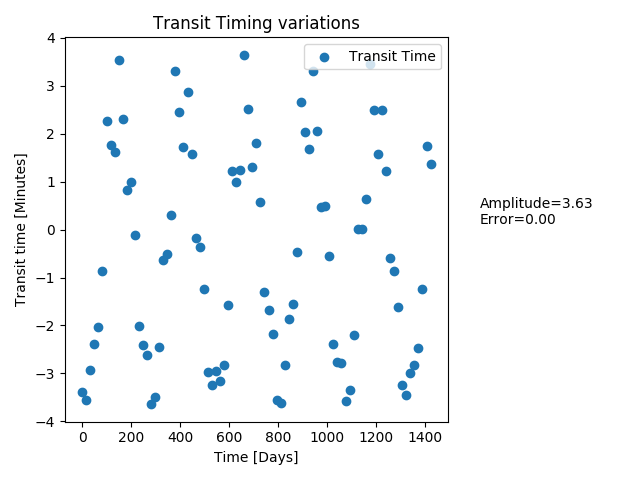 Transit Timing variations
Transit Time
4
3
2
1
0
−1
−2
−3
−4
Transit time [Minutes]
0 200 400 600 800 1000 1200 1400
Time [Days]
Amplitude=3.63
Error=0.00